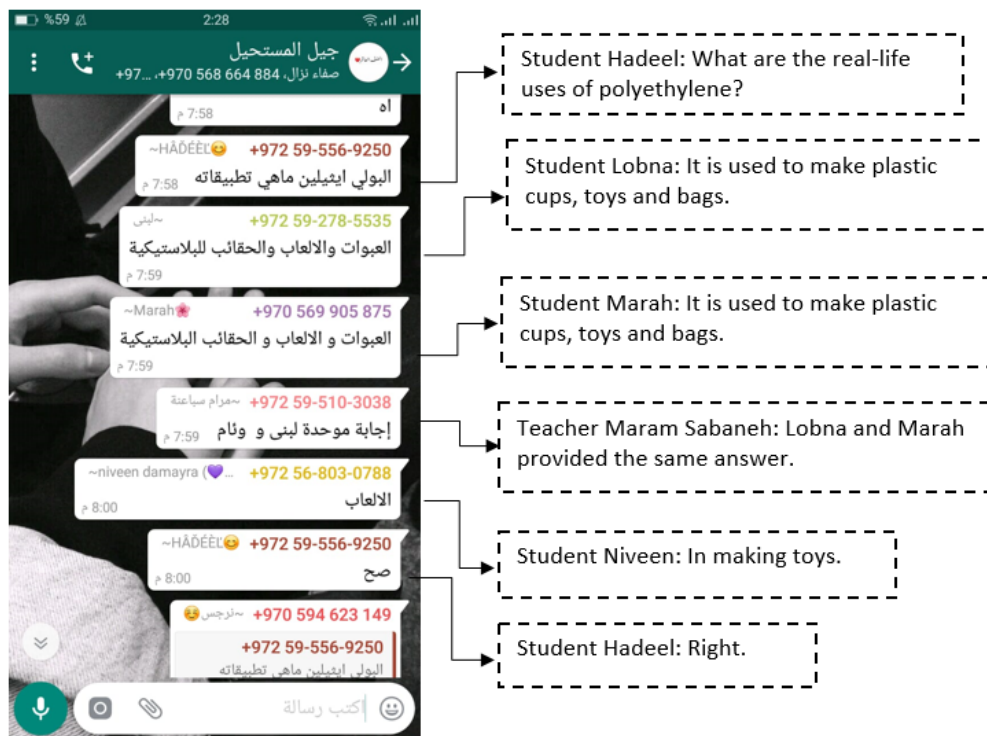 %59
2:28
جيل المستحيل
صفاء نزال، ‎+970 568 664 884، ‎+97...
اه
7:58 م
+972 59-556-9250 ~HÂĎÉÈĽ😊
البولي ايثيلين ماهي تطبيقاته
7:58 م
+972 59-278-5535 ~لبنى
العبوات والالعاب والحقائب للبلاستيكية
7:59 م
+970 569 905 875 ~Marah🌸
العبوات و الالعاب و الحقائب البلاستيكية
7:59 م
+972 59-510-3038 ~مرام سباعنة
إجابة موحدة لبنى و وئام
7:59 م
+972 56-803-0788 ~niveen damayra (💜...
الالعاب
8:00 م
+972 59-556-9250 ~HÂĎÉÈĽ😊
صح
8:00 م
+970 594 623 149 ~نرجس☺️
+972 59-556-9250
البولي ايثيلين ماهي تطبيقاته
اكتب رسالة
Student Hadeel: What are the real-life
uses of polyethylene?
Student Lobna: It is used to make plastic
cups, toys and bags.
Student Marah: It is used to make plastic
cups, toys and bags.
Teacher Maram Sabaneh: Lobna and Marah
provided the same answer.
Student Niveen: In making toys.
Student Hadeel: Right.